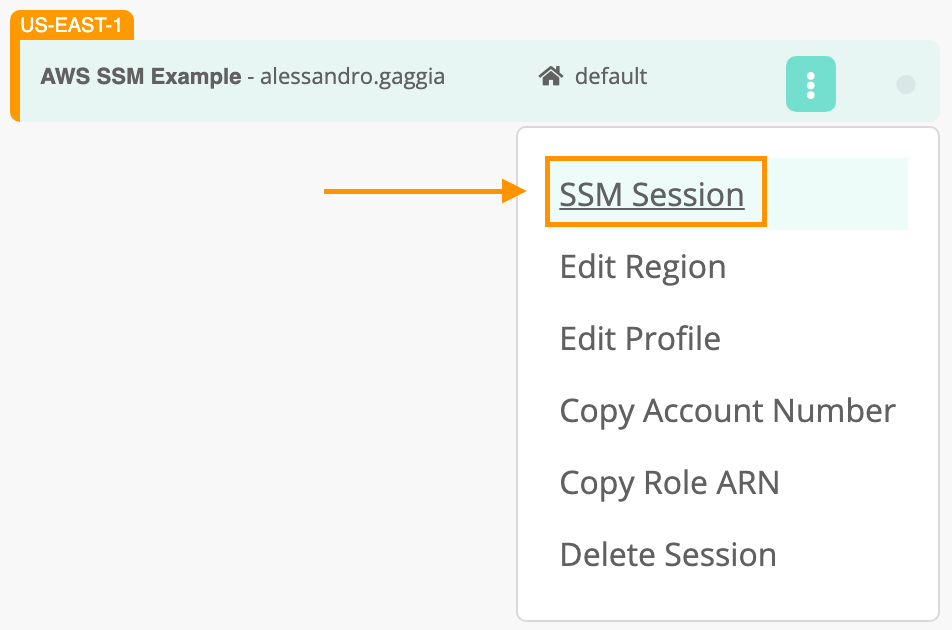 US-EAST-1
AWS SSM Example - alessandro.gaggia default
SSM Session
Edit Region
Edit Profile
Copy Account Number
Copy Role ARN
Delete Session